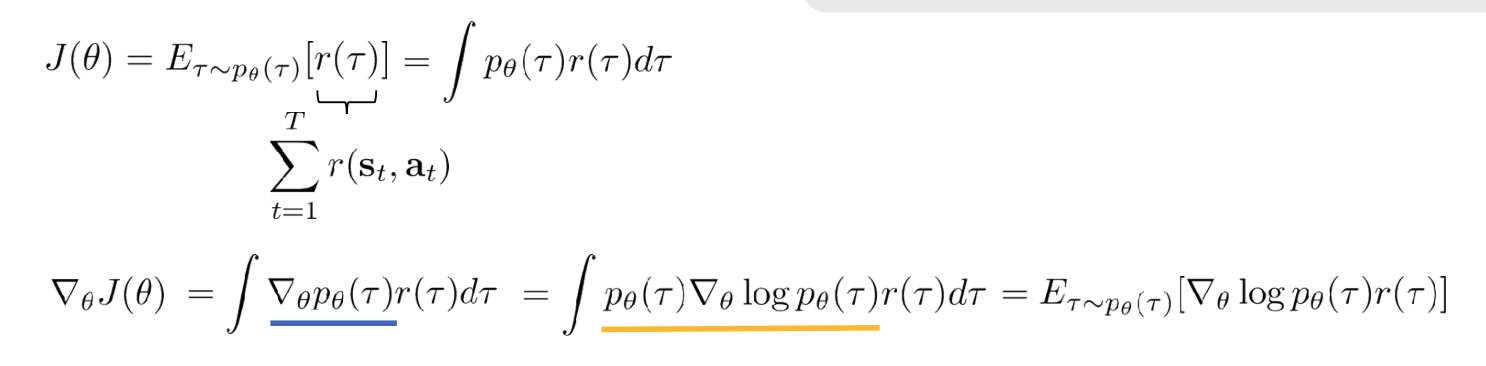 J(θ) = E_{τ∼p_θ(τ)}[r(τ)] = ∫ p_θ(τ)r(τ)dτ
∑_{t=1}^{T} r(𝐬_t, 𝐚_t)
∇_θ J(θ) = ∫ ∇_θ p_θ(τ)r(τ)dτ = ∫ p_θ(τ)∇_θ log p_θ(τ)r(τ)dτ = E_{τ∼p_θ(τ)}[∇_θ log p_θ(τ)r(τ)]